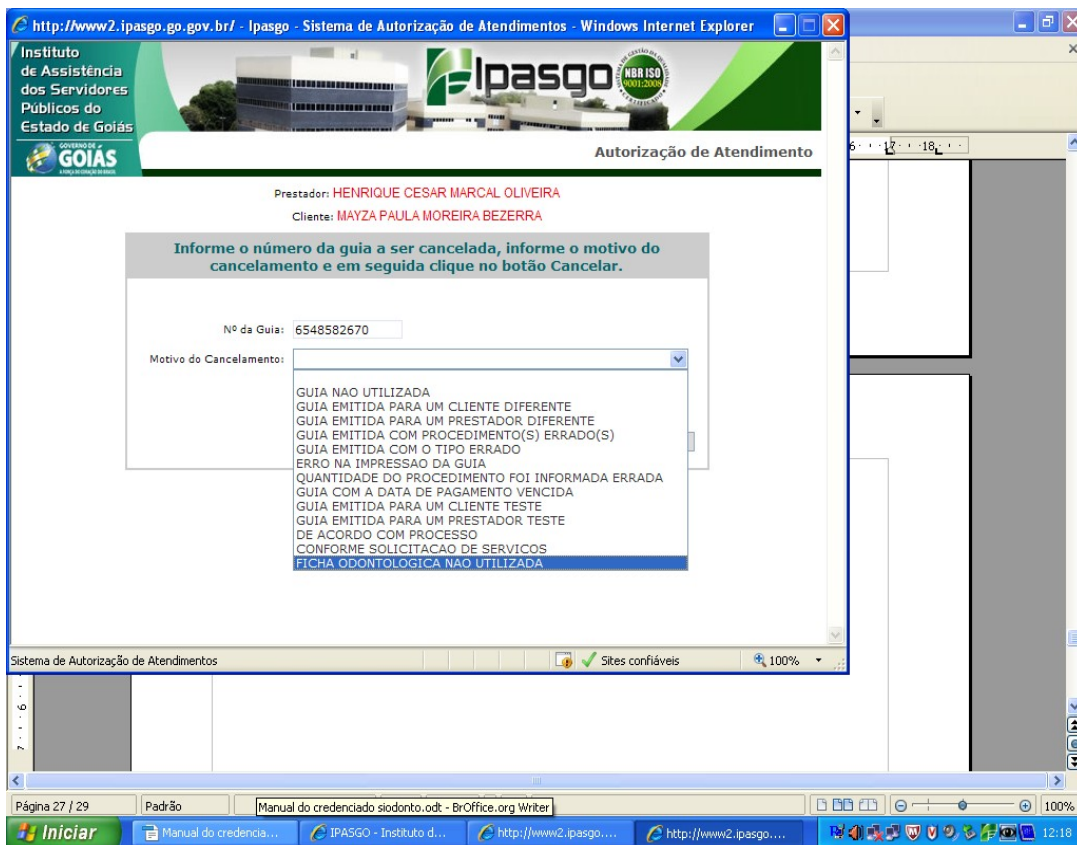 http://www2.ipasgo.go.gov.br/ - Ipasgo - Sistema de Autorização de Atendimentos - Windows Internet Explorer
Instituto
de Assistência
dos Servidores
Públicos do
Estado de Goiás
Ipasgo
NBR ISO
9001:2008
GOVERNO DE
GOIÁS
Autorização de Atendimento
Prestador: HENRIQUE CESAR MARCAL OLIVEIRA
Cliente: MAYZA PAULA MOREIRA BEZERRA
Informe o número da guia a ser cancelada, informe o motivo do
cancelamento e em seguida clique no botão Cancelar.
Nº da Guia: 6548582670
Motivo do Cancelamento:
GUIA NAO UTILIZADA
GUIA EMITIDA PARA UM CLIENTE DIFERENTE
GUIA EMITIDA PARA UM PRESTADOR DIFERENTE
GUIA EMITIDA COM PROCEDIMENTO(S) ERRADO(S)
GUIA EMITIDA COM O TIPO ERRADO
ERRO NA IMPRESSAO DA GUIA
QUANTIDADE DO PROCEDIMENTO FOI INFORMADA ERRADA
GUIA COM A DATA DE PAGAMENTO VENCIDA
GUIA EMITIDA PARA UM CLIENTE TESTE
GUIA EMITIDA PARA UM PRESTADOR TESTE
DE ACORDO COM PROCESSO
CONFORME SOLICITACAO DE SERVICOS
FICHA ODONTOLOGICA NAO UTILIZADA
Sistema de Autorização de Atendimentos
Sites confiáveis
100%
17 18
Página 27 / 29
Padrão
Manual do credenciado siodonto.odt - BrOffice.org Writer
100%
Iniciar
Manual do credencia...
IPASGO - Instituto d...
http://www2.ipasgo....
http://www2.ipasgo....
12:18